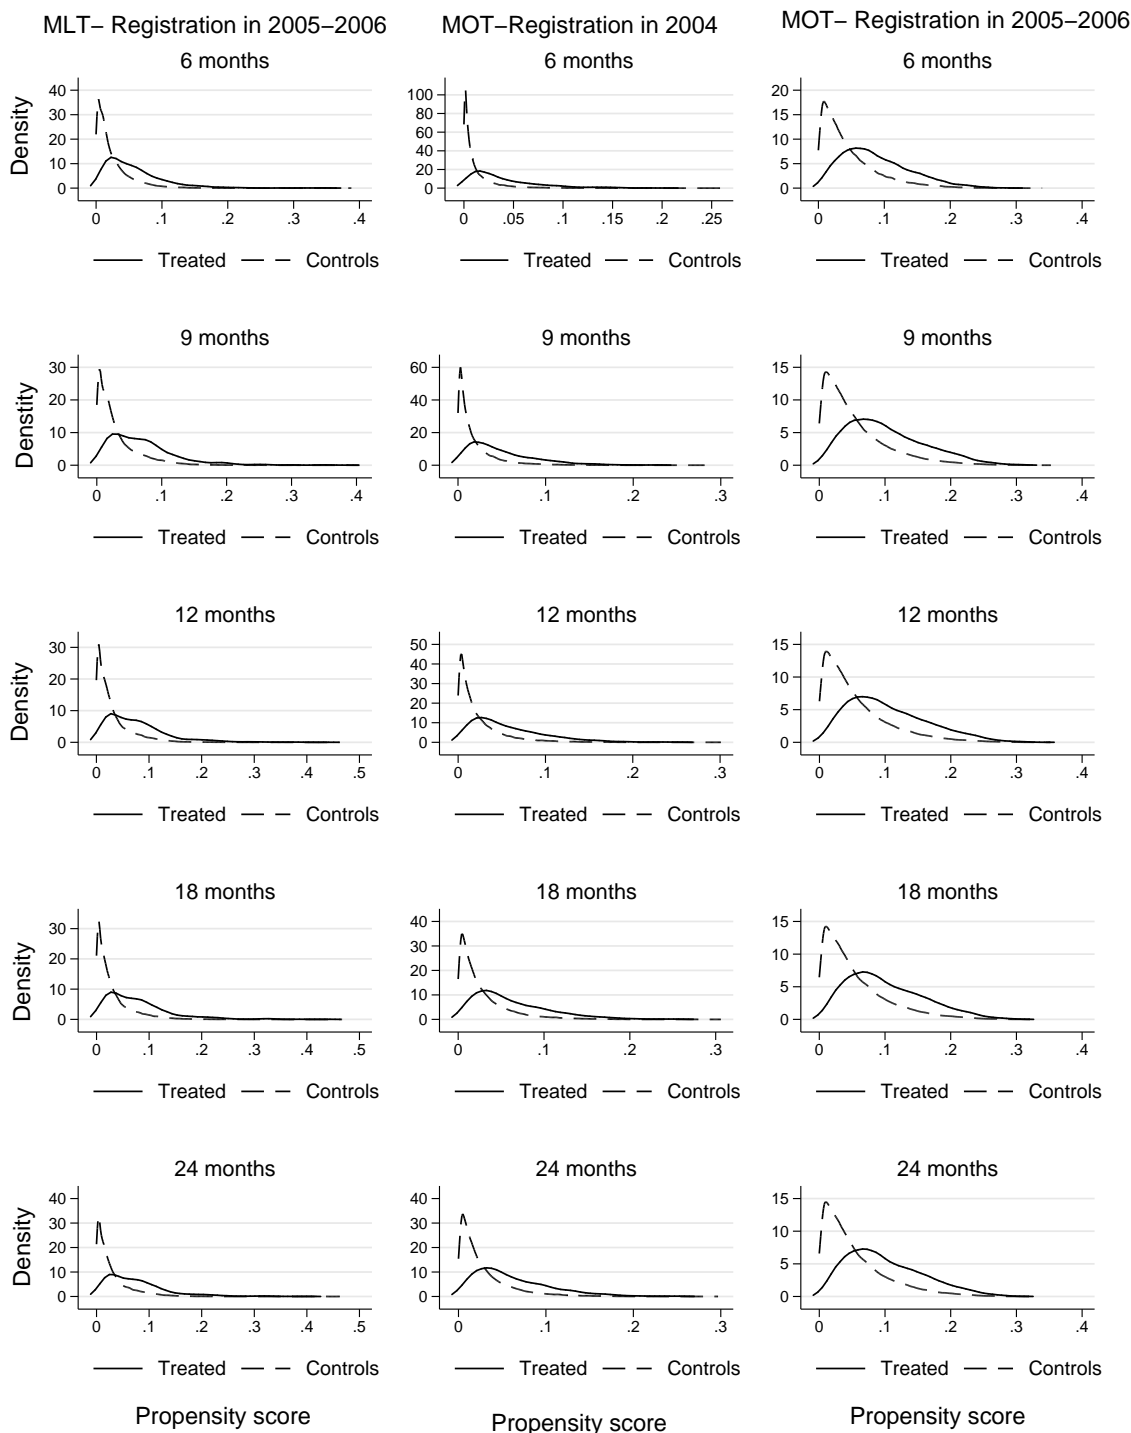 MLT– Registration in 2005–2006 MOT–Registration in 2004 MOT– Registration in 2005–2006
6 months 6 months 6 months
Density
40 100 20
30 80 15
20 60 10
10 40 5
0 20 0
0
0 .1 .2 .3 .4 0 .05 .1 .15 .2 .25 0 .1 .2 .3 .4
Treated Controls Treated Controls Treated Controls
9 months 9 months 9 months
Denstity
30 60 15
20 40 10
10 20 5
0 0 0
0 .1 .2 .3 .4 0 .1 .2 .3 0 .1 .2 .3 .4
Treated Controls Treated Controls Treated Controls
12 months 12 months 12 months
Density
30 50 15
20 40 10
10 30 5
0 20 0
10
0
0 .1 .2 .3 .4 .5 0 .1 .2 .3 0 .1 .2 .3 .4
Treated Controls Treated Controls Treated Controls
18 months 18 months 18 months
Density
30 40 15
20 30 10
10 20 5
0 10 0
0
0 .1 .2 .3 .4 .5 0 .1 .2 .3 0 .1 .2 .3 .4
Treated Controls Treated Controls Treated Controls
24 months 24 months 24 months
Density
40 40 15
30 30 10
20 20 5
10 10 0
0 0
0 .1 .2 .3 .4 .5 0 .1 .2 .3 0 .1 .2 .3 .4
Treated Controls Treated Controls Treated Controls
Propensity score Propensity score Propensity score